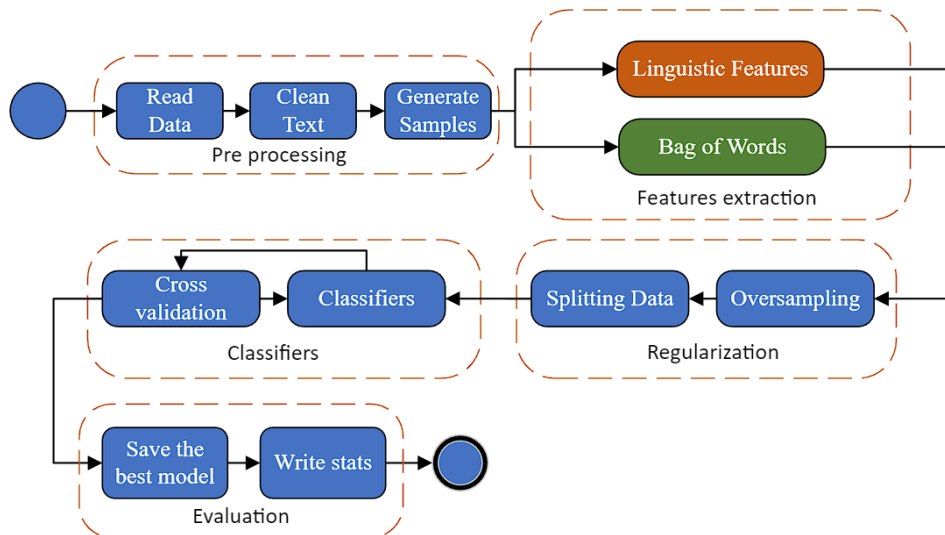 Read
Data
Clean
Text
Generate
Samples
Pre processing
Linguistic Features
Bag of Words
Features extraction
Cross
validation
Classifiers
Classifiers
Splitting Data
Oversampling
Regularization
Save the
best model
Write stats
Evaluation